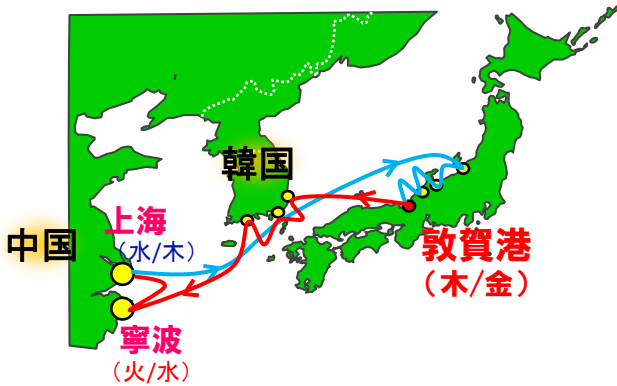 韓国
上海
(水/木)
中国
敦賀港
(木/金)
寧波
(火/水)